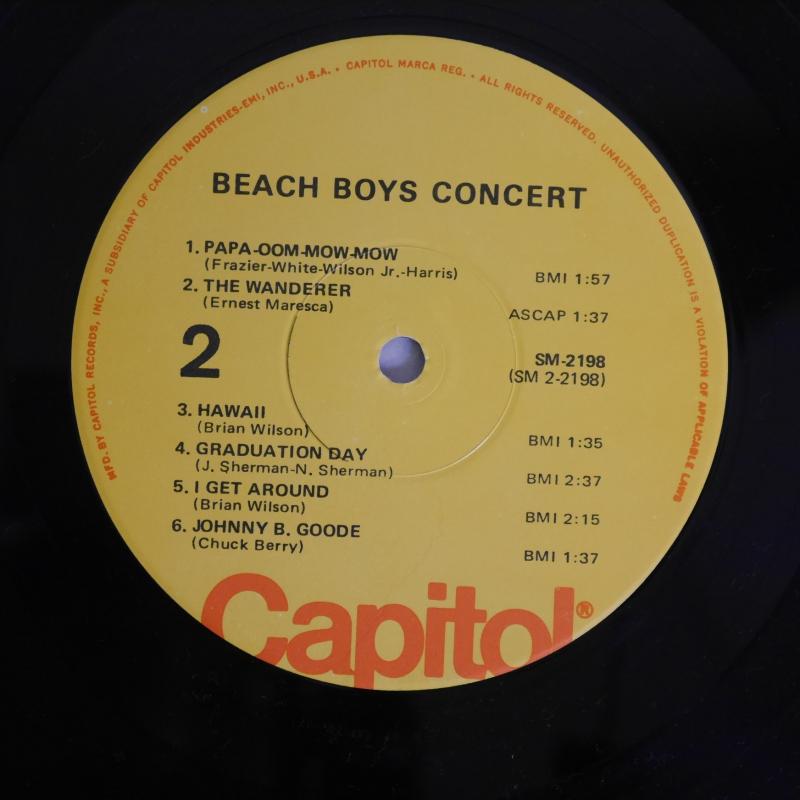 MFD. BY CAPITOL RECORDS, INC., A SUBSIDIARY OF CAPITOL INDUSTRIES-EMI, INC., U.S.A. • CAPITOL MARCA REG. • ALL RIGHTS RESERVED. UNAUTHORIZED DUPLICATION IS A VIOLATION OF APPLICABLE LAWS
BEACH BOYS CONCERT
1. PAPA-OOM-MOW-MOW
(Frazier-White-Wilson Jr.-Harris) BMI 1:57
2. THE WANDERER
(Ernest Maresca) ASCAP 1:37
2
SM-2198
(SM 2-2198)
3. HAWAII
(Brian Wilson) BMI 1:35
4. GRADUATION DAY
(J. Sherman-N. Sherman) BMI 2:37
5. I GET AROUND
(Brian Wilson) BMI 2:15
6. JOHNNY B. GOODE
(Chuck Berry) BMI 1:37
Capitol®